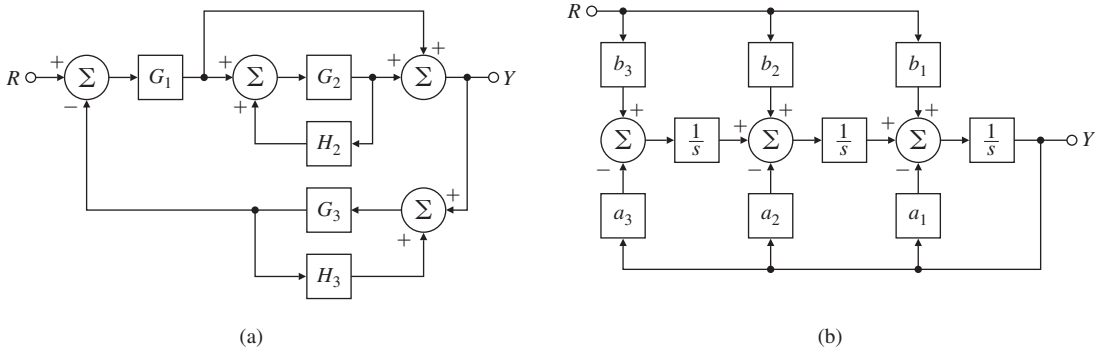 R
+
Σ
−
G₁
+
Σ
+
G₂
H₂
+
+
Σ
Y
G₃
Σ
+
+
H₃
(a)
R
b₃
b₂
b₁
+
+
+
Σ
1/s
+
Σ
1/s
+
Σ
1/s
Y
−
−
−
a₃
a₂
a₁
(b)